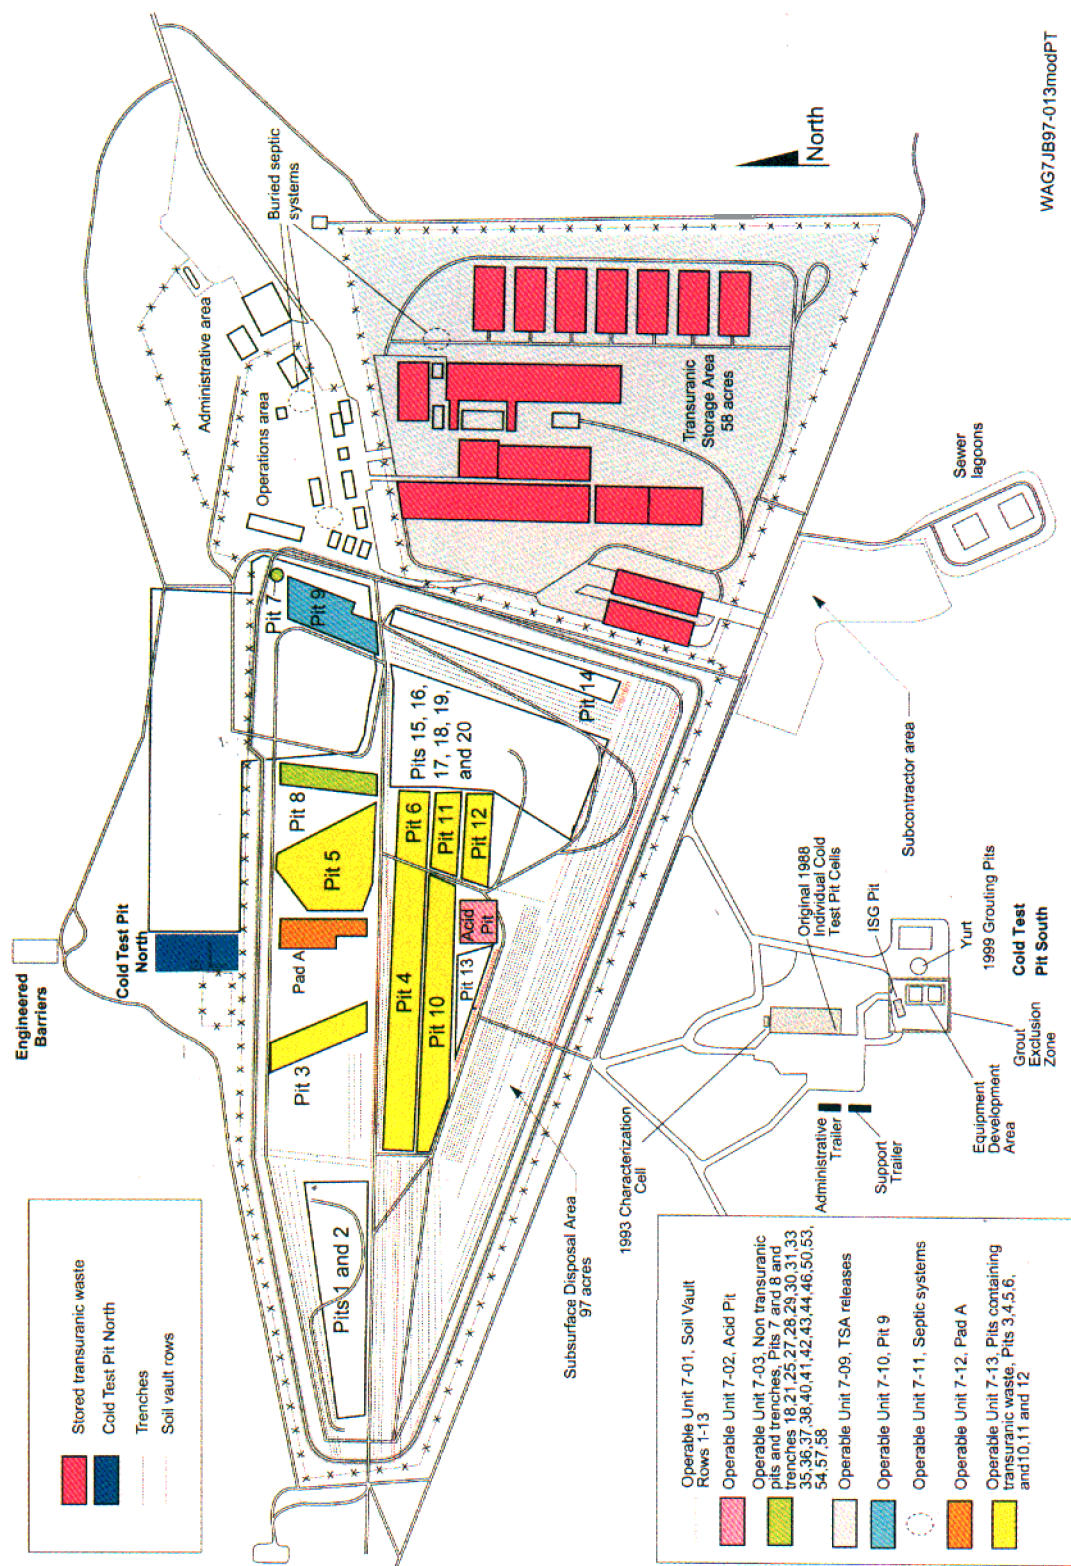 WAG7JB97-013modPT
North
Buried septic
systems
Administrative area
Operations area
Transuranic
Storage Area
58 acres
Sewer
lagoons
Subcontractor area
Pit 7
Pit 9
Pit 14
Pits 15, 16,
17, 18, 19,
and 20
Pit 8
Pit 5
Pit 6
Pit 11
Pit 12
Acid
Pit
Pad A
Pit 13
Pit 4
Pit 10
Pit 3
Pits 1 and 2
Engineered
Barriers
Cold Test Pit
North
Subsurface Disposal Area
97 acres
Original 1988
Individual Cold
Test Pit Cells
ISG Pit
Yurt
1999 Grouting Pits
Cold Test
Pit South
Grout
Exclusion
Zone
Equipment
Development
Area
1993 Characterization
Cell
Administrative
Trailer
Support
Trailer
Stored transuranic waste
Cold Test Pit North
Trenches
Soil vault rows
Operable Unit 7-01, Soil Vault
Rows 1-13
Operable Unit 7-02, Acid Pit
Operable Unit 7-03, Non transuranic
pits and trenches, Pits 7 and 8 and
trenches 18,21,25,27,28,29,30,31,33
35,36,37,38,40,41,42,43,44,46,50,53,
54,57,58
Operable Unit 7-09, TSA releases
Operable Unit 7-10, Pit 9
Operable Unit 7-11, Septic systems
Operable Unit 7-12, Pad A
Operable Unit 7-13, Pits containing
transuranic waste, Pits 3,4,5,6,
and10,11 and 12